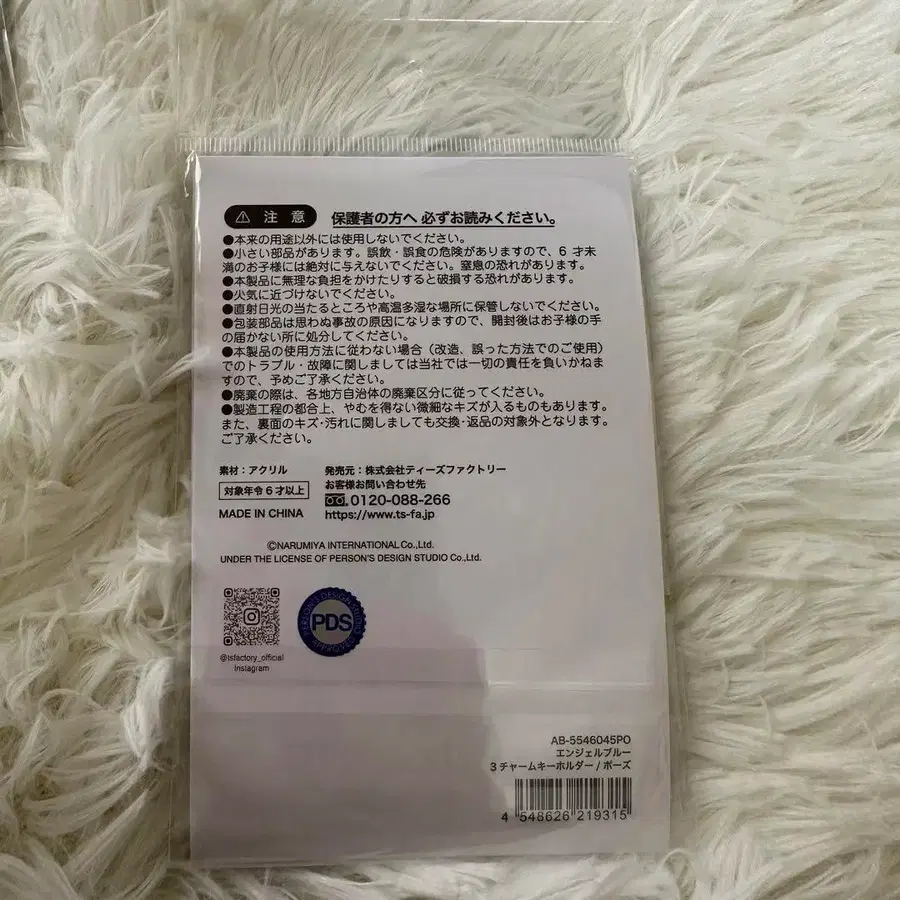 ⚠ 注意 保護者の方へ 必ずお読みください。
●本来の用途以外には使用しないでください。
●小さい部品があります。誤飲・誤食の危険がありますので、6 才未
満のお子様には絶対に与えないでください。窒息の恐れがあります。
●本製品に無理な負担をかけたりすると破損する恐れがあります。
●火気に近づけないでください。
●直射日光の当たるところや高温多湿な場所に保管しないでください。
●包装部品は思わぬ事故の原因になりますので、開封後はお子様の手
の届かない所に処分してください。
●本製品の使用方法に従わない場合（改造、誤った方法でのご使用）
でのトラブル・故障に関しましては当社では一切の責任を負いかねま
すので、予めご了承ください。
●廃棄の際は、各地方自治体の廃棄区分に従ってください。
●製造工程の都合上、やむを得ない微細なキズが入るものもあります。
また、裏面のキズ・汚れに関しましても交換・返品の対象外となります。
ご了承ください。
素材：アクリル
対象年令６才以上
MADE IN CHINA
発売元：株式会社ティーズファクトリー
お客様お問い合わせ先
0120-088-266
https://www.ts-fa.jp
©NARUMIYA INTERNATIONAL Co.,Ltd.
UNDER THE LICENSE OF PERSON'S DESIGN STUDIO Co.,Ltd.
@tsfactory_official
Instagram
PERSON'S DESIGN STUDIO
PDS
APPROVED
AB-5546045PO
エンジェルブルー
3チャームキーホルダー / ポーズ
4 548626 219315